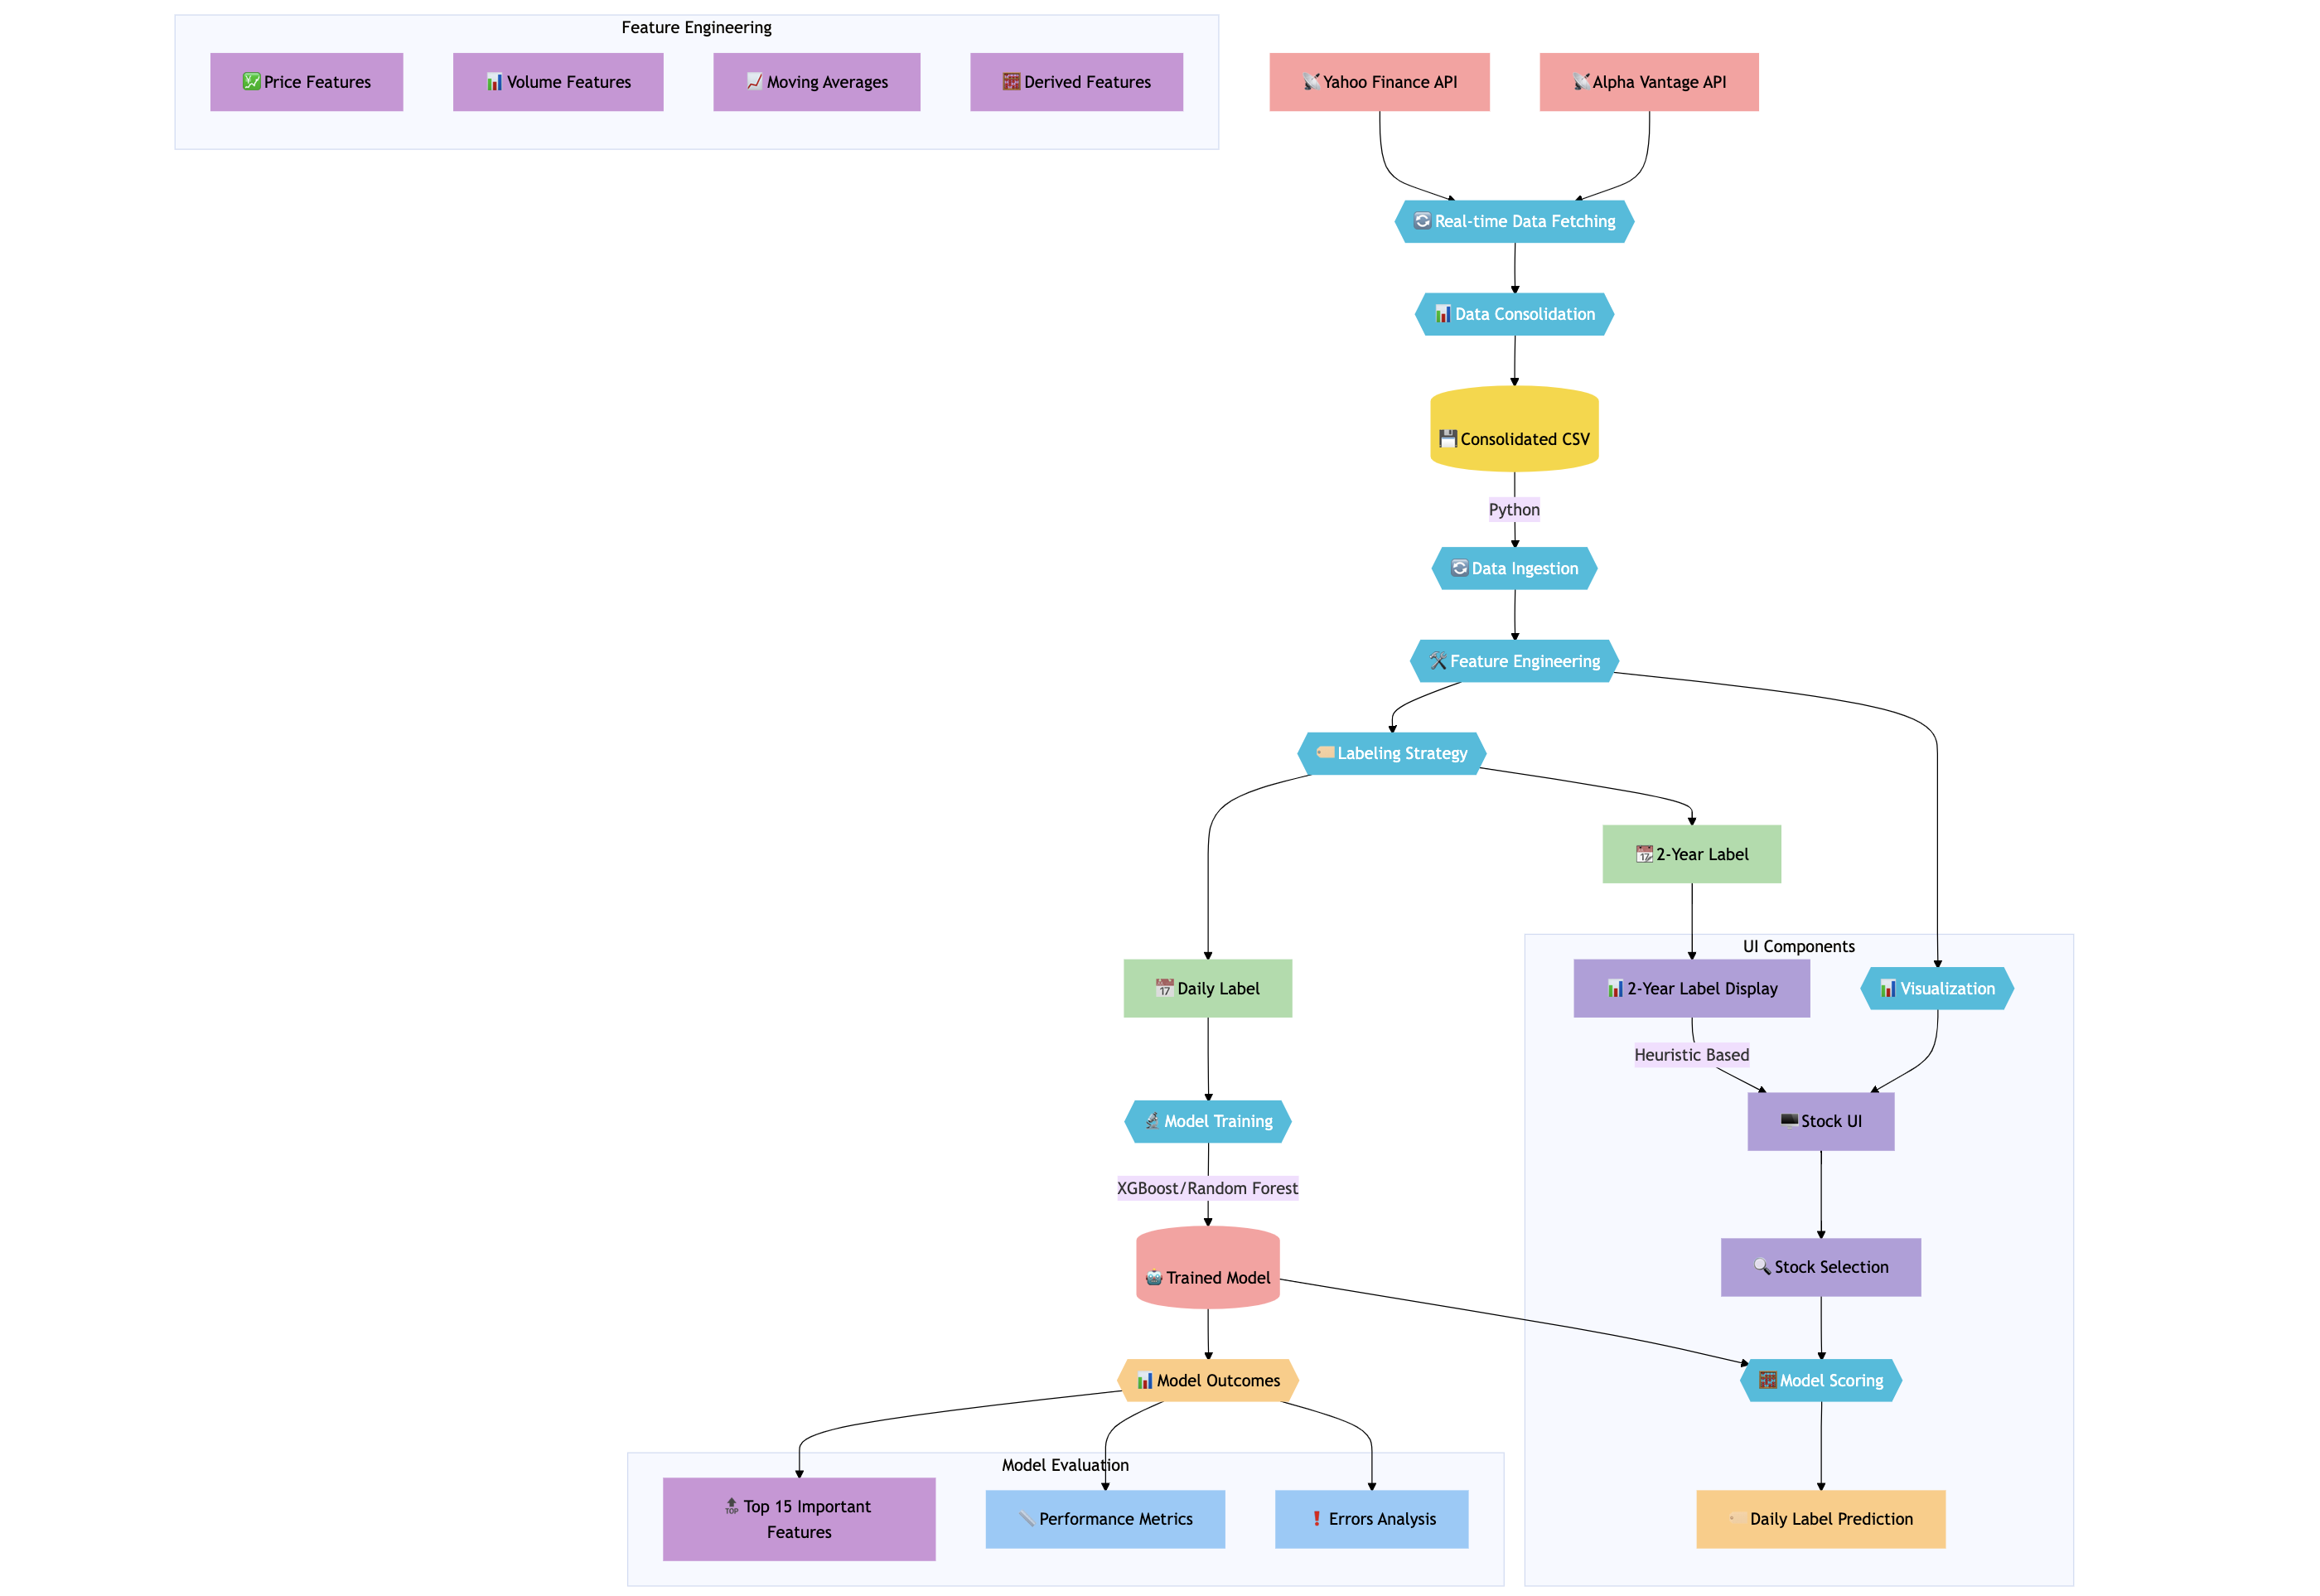 Feature Engineering
Price Features
Volume Features
Moving Averages
Derived Features
Yahoo Finance API
Alpha Vantage API
Real-time Data Fetching
Data Consolidation
Consolidated CSV
Python
Data Ingestion
Feature Engineering
Labeling Strategy
2-Year Label
UI Components
Daily Label
2-Year Label Display
Visualization
Heuristic Based
Model Training
Stock UI
XGBoost/Random Forest
Trained Model
Stock Selection
Model Outcomes
Model Scoring
Model Evaluation
Top 15 Important
Features
Performance Metrics
Errors Analysis
Daily Label Prediction